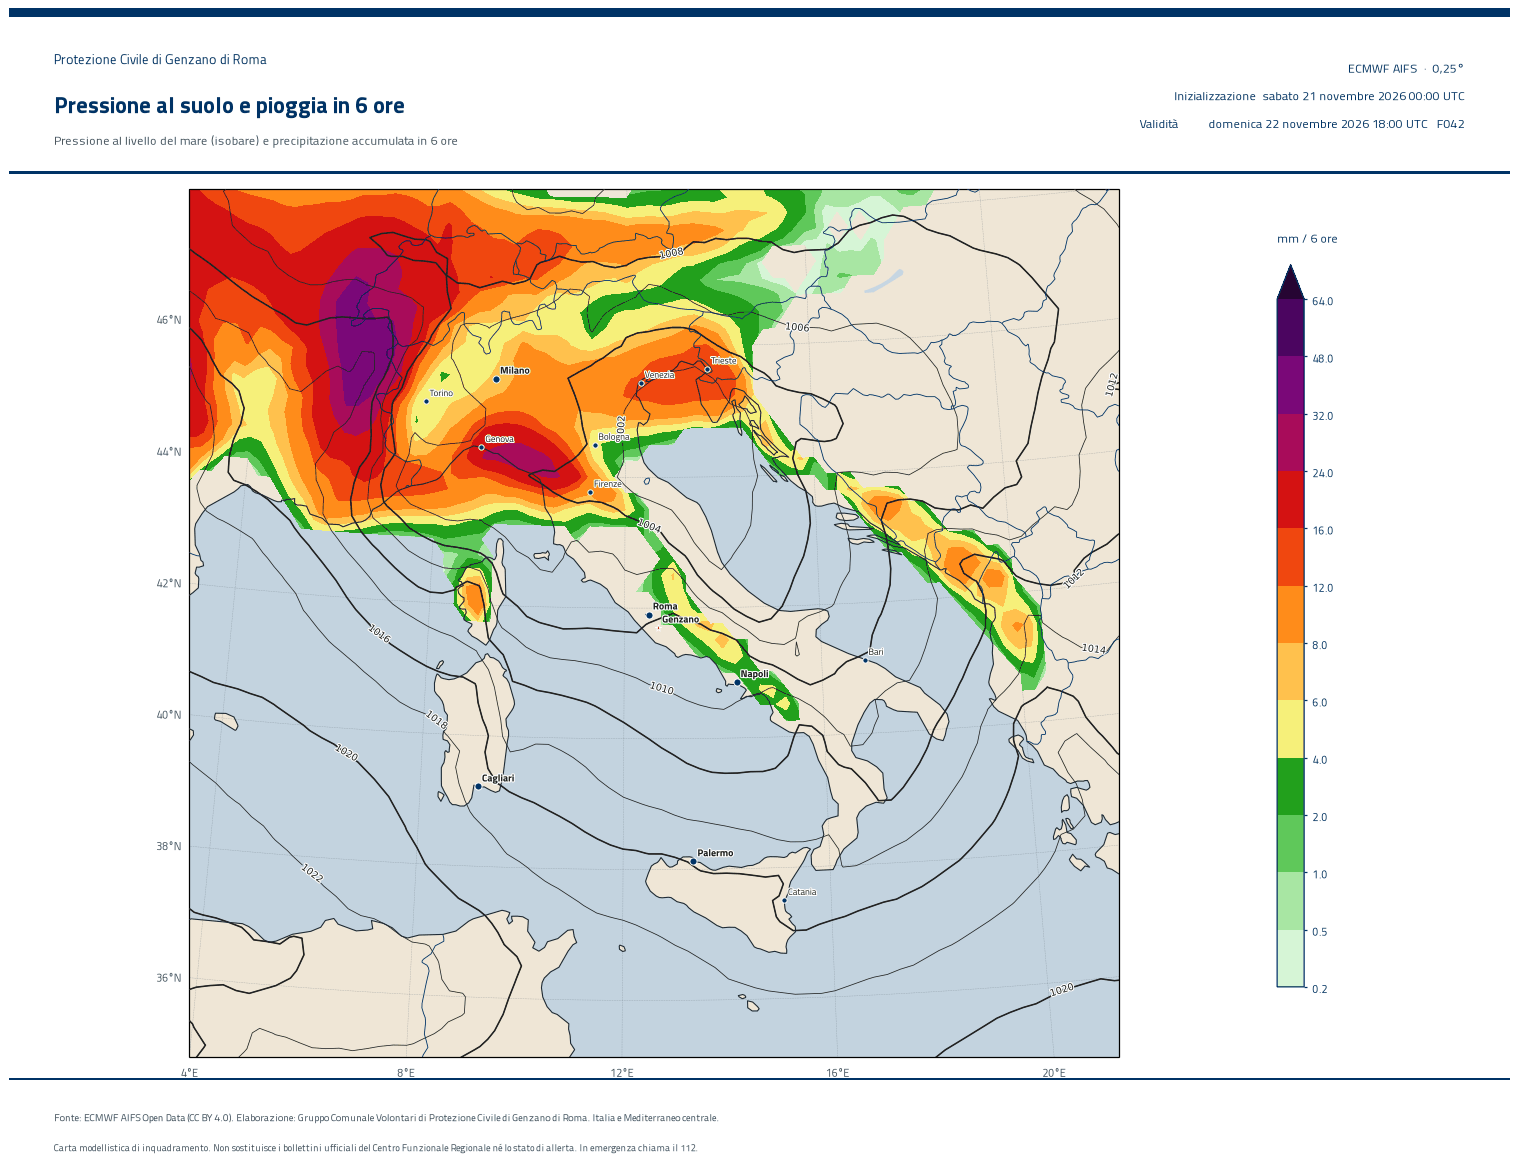 Protezione Civile di Genzano di Roma
Pressione al suolo e pioggia in 6 ore
Pressione al livello del mare (isobare) e precipitazione accumulata in 6 ore
ECMWF AIFS · 0,25°
Inizializzazione sabato 21 novembre 2026 00:00 UTC
Validità domenica 22 novembre 2026 18:00 UTC F042
mm / 6 ore
64.0
48.0
32.0
24.0
16.0
12.0
8.0
6.0
4.0
2.0
1.0
0.5
0.2
46°N
44°N
42°N
40°N
38°N
36°N
4°E
8°E
12°E
16°E
20°E
1008
1006
1012
1002
1004
1012
1014
1016
1010
1018
1020
1022
1020
Milano
Torino
Venezia
Trieste
Genova
Bologna
Firenze
Roma
Genzano
Napoli
Bari
Cagliari
Palermo
Catania
Fonte: ECMWF AIFS Open Data (CC BY 4.0). Elaborazione: Gruppo Comunale Volontari di Protezione Civile di Genzano di Roma. Italia e Mediterraneo centrale.
Carta modellistica di inquadramento. Non sostituisce i bollettini ufficiali del Centro Funzionale Regionale né lo stato di allerta. In emergenza chiama il 112.